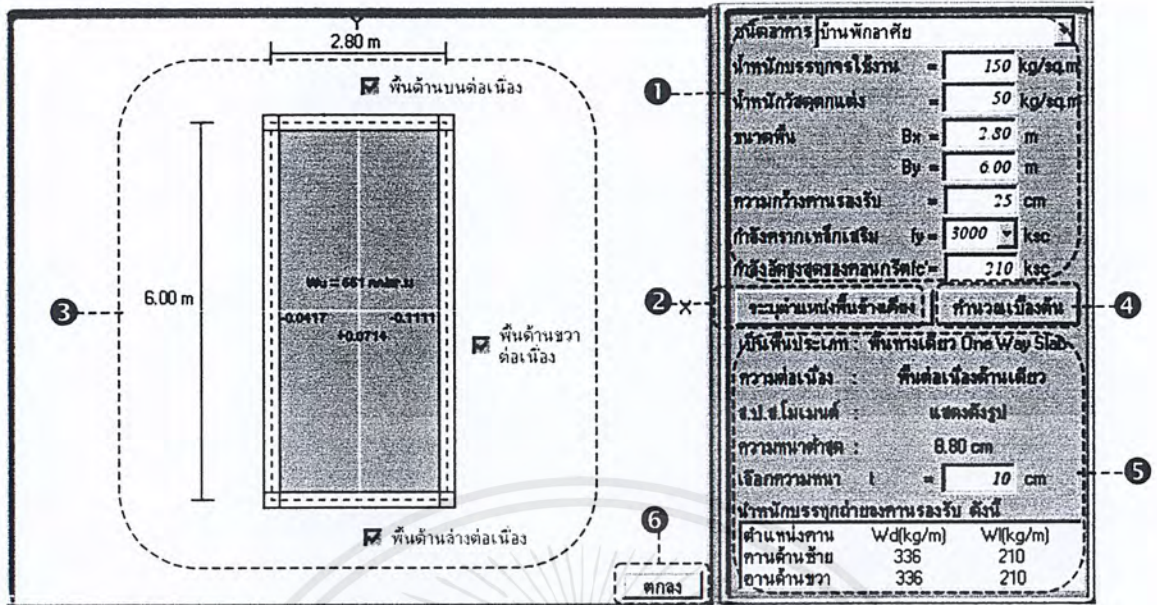 Y
2.80 m
พื้นด้านบนต่อเนื่อง
6.00 m
-0.0417 -0.1111
+0.0714
พื้นด้านขวา
ต่อเนื่อง
พื้นด้านล่างต่อเนื่อง
ตกลง
X
❶
❷
❸
❹
❺
❻
ชนิดอาคาร บ้านพักอาศัย
น้ำหนักบรรทุกจรใช้งาน = 150 kg/sq.m
น้ำหนักวัสดุตกแต่ง = 50 kg/sq.m
ขนาดพื้น Bx = 2.80 m
By = 6.00 m
ความกว้างคานรองรับ = 25 cm
กำลังครากเหล็กเสริม fy = 3000 ksc
กำลังอัดสูงสุดของคอนกรีตfc'= 210 ksc
ระบุตำแหน่งพื้นข้างเคียง คำนวณเบื้องต้น
เป็นพื้นประเภท : พื้นทางเดียว One Way Slab
ความต่อเนื่อง : พื้นต่อเนื่องด้านเดียว
ส.ป.ส.โมเมนต์ : แสดงดังรูป
ความหนาต่ำสุด : 8.80 cm
เลือกความหนา t = 10 cm
น้ำหนักบรรทุกถ่ายลงคานรองรับ ดังนี้
ตำแหน่งคาน Wd(kg/m) Wl(kg/m)
คานด้านซ้าย 336 210
คานด้านขวา 336 210